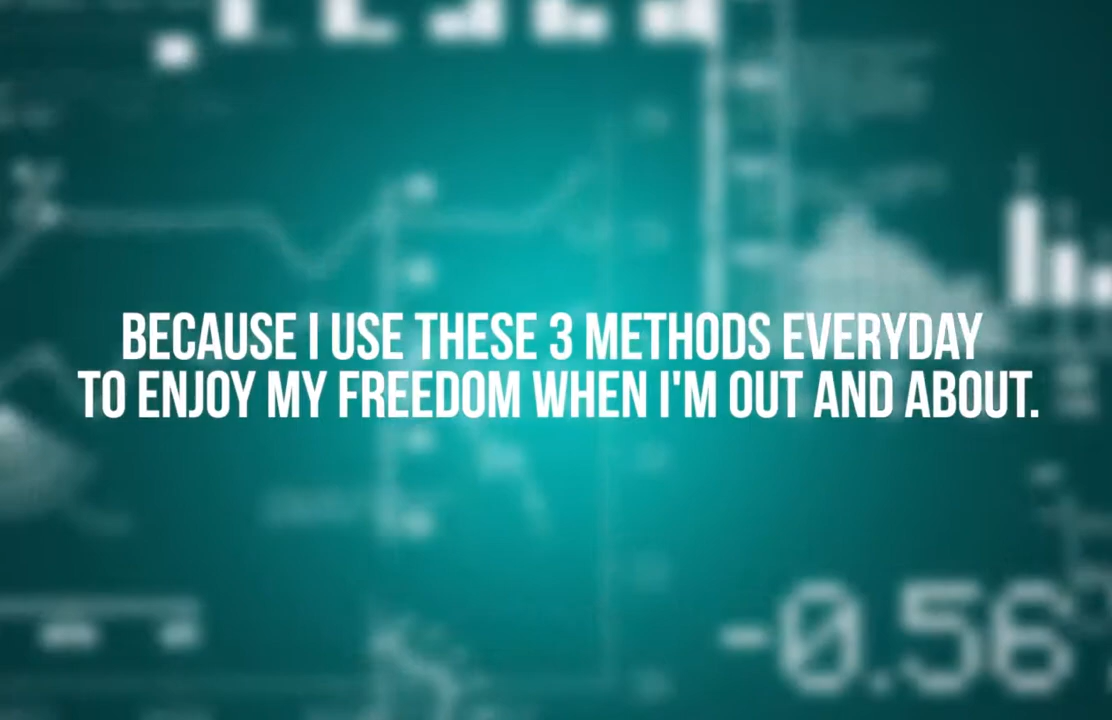 BECAUSE I USE THESE 3 METHODS EVERYDAY
TO ENJOY MY FREEDOM WHEN I'M OUT AND ABOUT.
-0.56